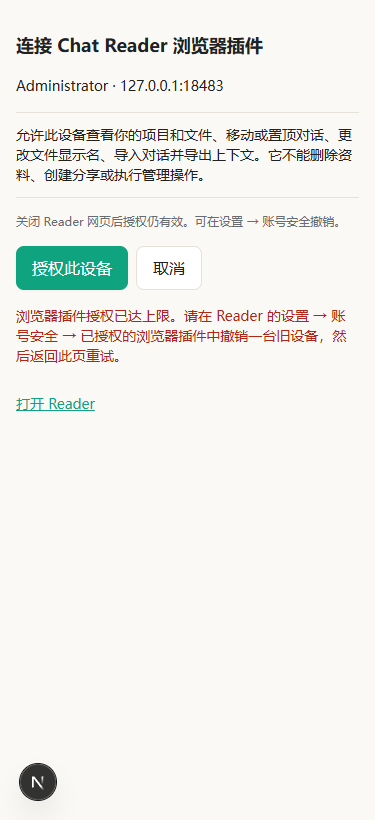 连接 Chat Reader 浏览器插件
Administrator · 127.0.0.1:18483
允许此设备查看你的项目和文件、移动或置顶对话、更
改文件显示名、导入对话并导出上下文。它不能删除资
料、创建分享或执行管理操作。
关闭 Reader 网页后授权仍有效。可在设置 → 账号安全撤销。
授权此设备
取消
浏览器插件授权已达上限。请在 Reader 的设置 → 账
号安全 → 已授权的浏览器插件中撤销一台旧设备，然
后返回此页重试。
打开 Reader
N